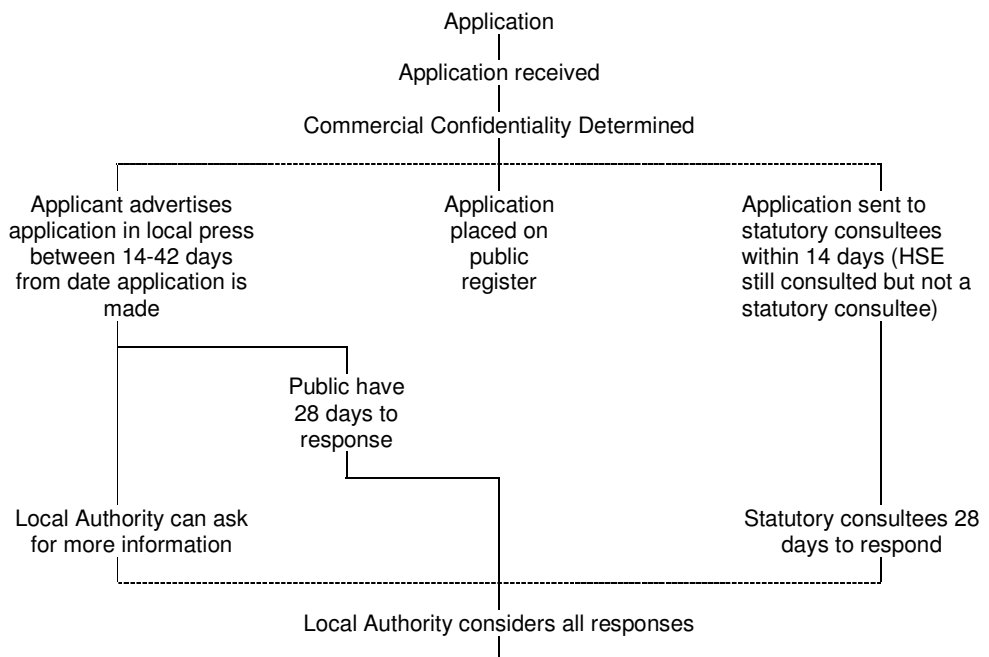 Application
Application received
Commercial Confidentiality Determined
Applicant advertises
application in local press
between 14-42 days
from date application is
made
Application
placed on
public
register
Application sent to
statutory consultees
within 14 days (HSE
still consulted but not a
statutory consultee)
Public have
28 days to
response
Local Authority can ask
for more information
Statutory consultees 28
days to respond
Local Authority considers all responses